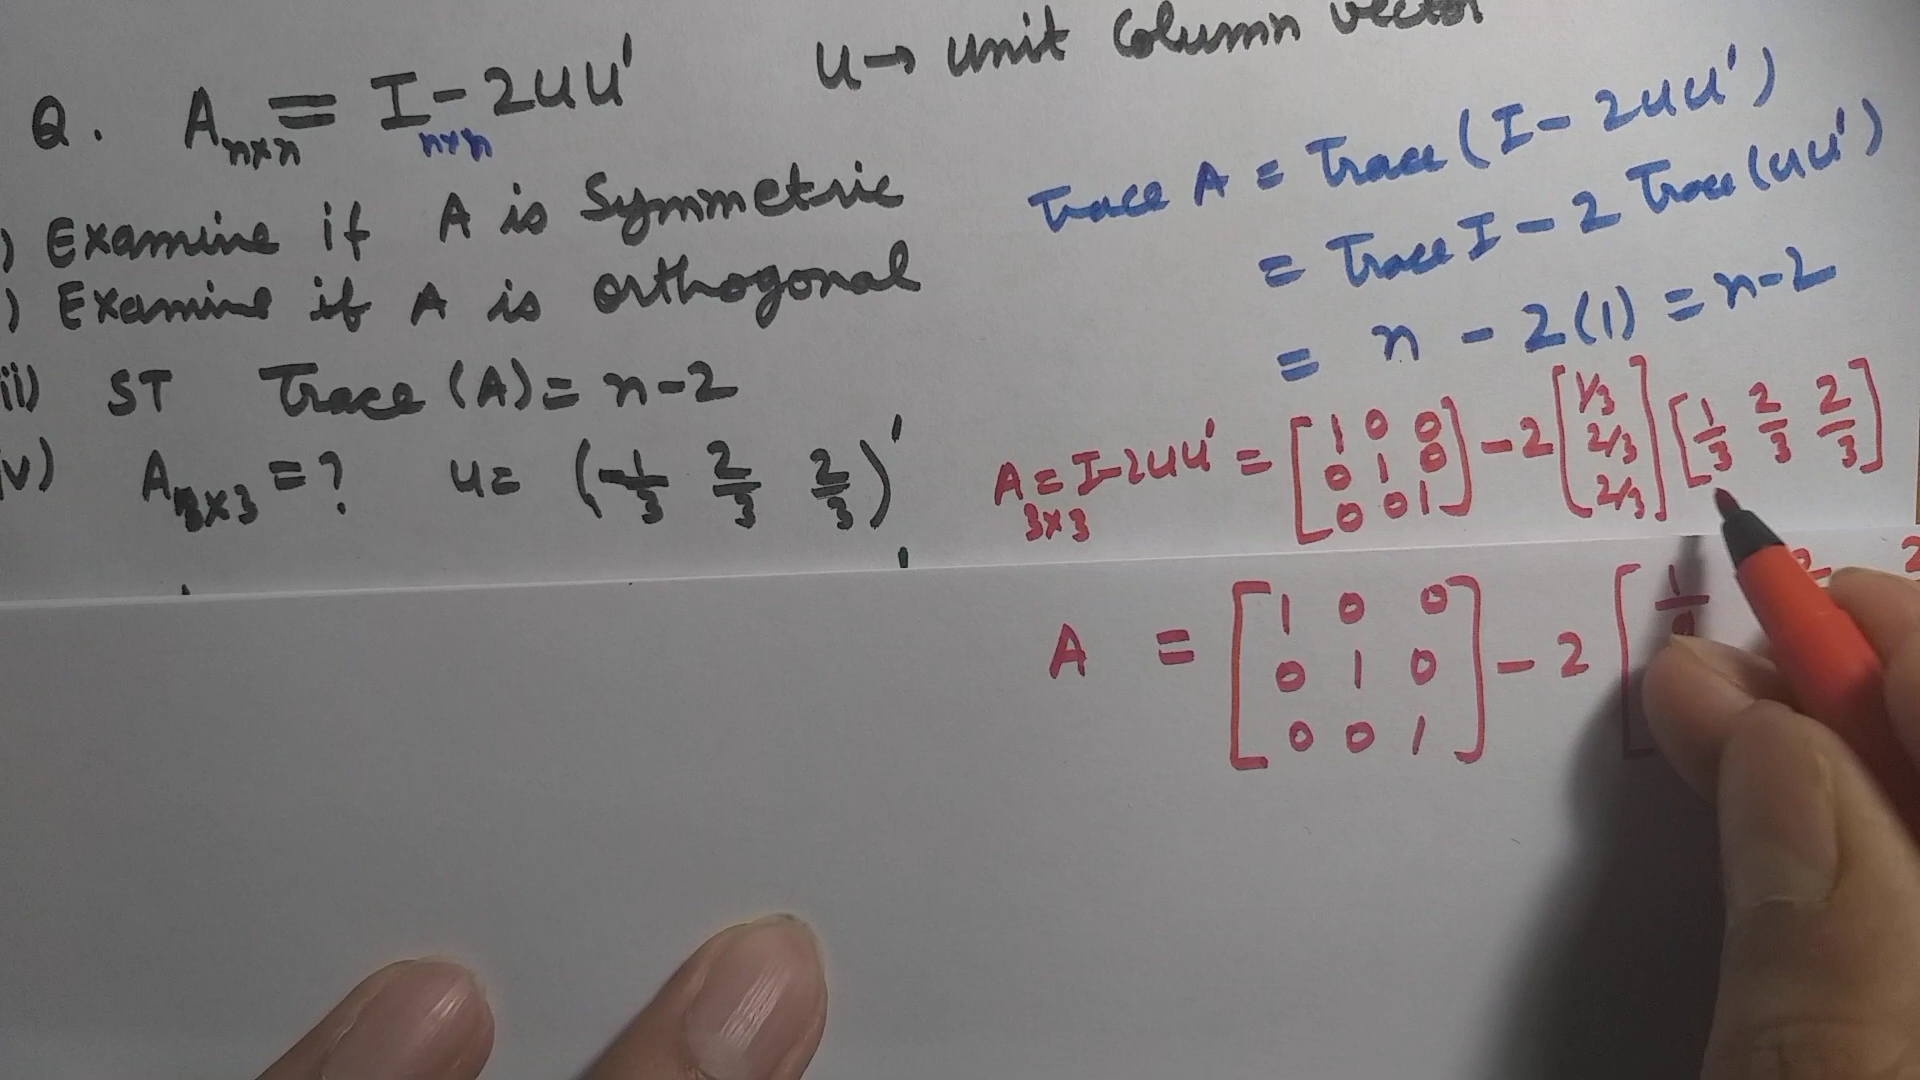 Q. Aₙₓₙ = Iₙₓₙ - 2uu' u → unit Column vector
) Examine if A is Symmetric
) Examine if A is orthogonal
ii) ST Trace (A) = n-2
iv) A₃ₓ₃ = ? u = (1/3 2/3 2/3)'
Trace A = Trace (I - 2uu')
= Trace I - 2 Trace (uu')
= n - 2(1) = n-2
A = I-2uu' = [1 0 0 - 2 [1/3 [1/3 2/3 2/3]
3x3 0 1 0 2/3
0 0 1] 2/3]
A = [1 0 0 - 2 [1
0 1 0
0 0 1]